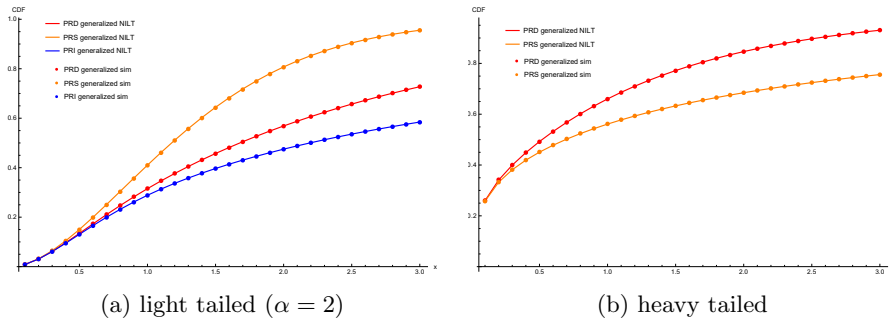 CDF
1.0
PRD generalized NILT
PRS generalized NILT
PRI generalized NILT
PRD generalized sim
PRS generalized sim
PRI generalized sim
0.8
0.6
0.4
0.2
0.5 1.0 1.5 2.0 2.5 3.0 x
(a) light tailed (α = 2)
CDF
PRD generalized NILT
PRS generalized NILT
PRD generalized sim
PRS generalized sim
0.8
0.6
0.4
0.2
0.5 1.0 1.5 2.0 2.5 3.0
(b) heavy tailed